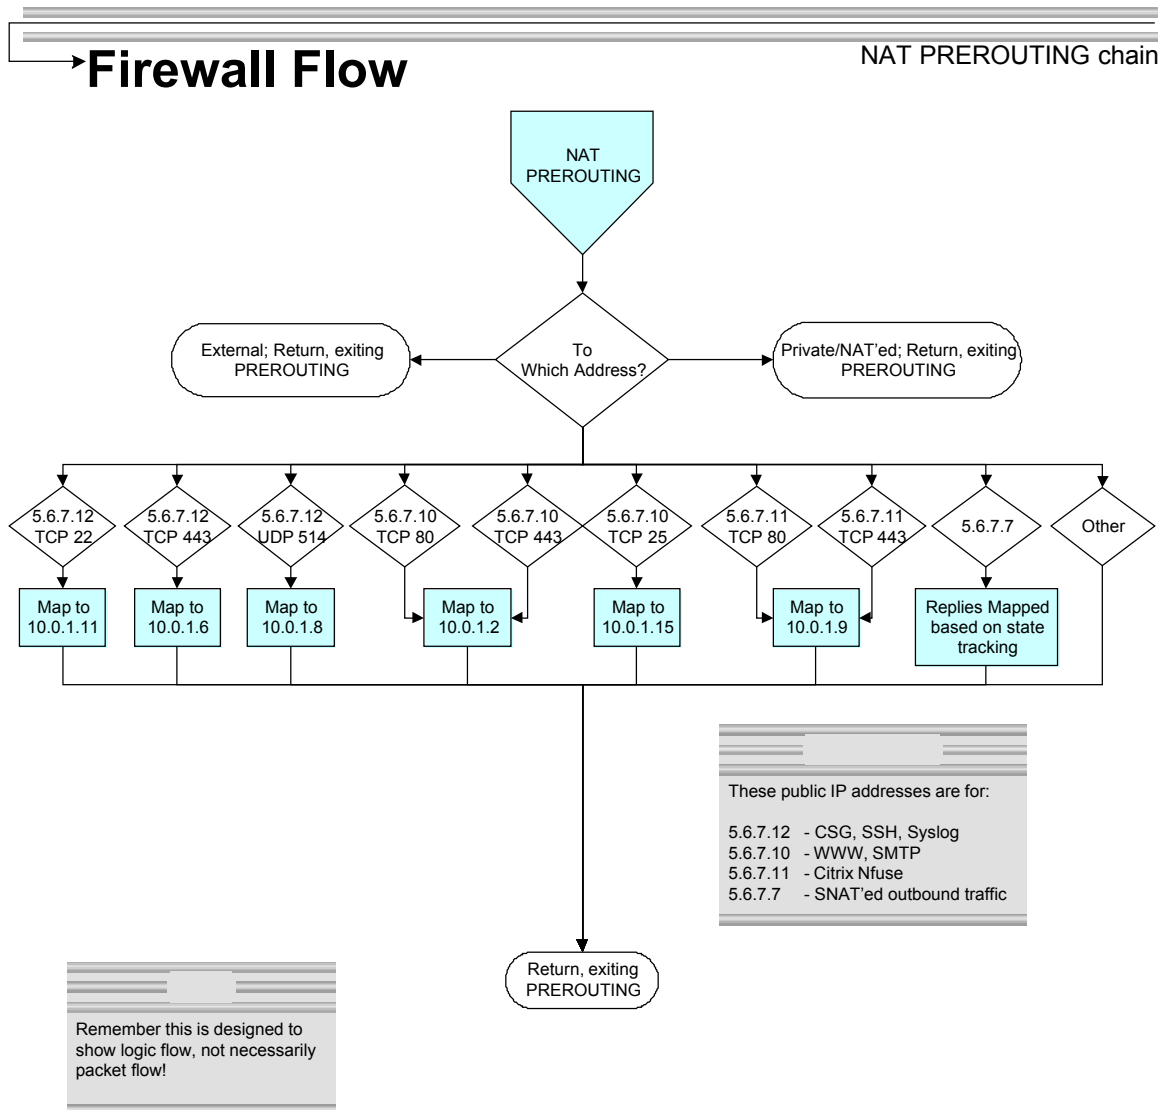 Firewall Flow
NAT PREROUTING chain
NAT
PREROUTING
To
Which Address?
External; Return, exiting
PREROUTING
Private/NAT'ed; Return, exiting
PREROUTING
5.6.7.12
TCP 22
5.6.7.12
TCP 443
5.6.7.12
UDP 514
5.6.7.10
TCP 80
5.6.7.10
TCP 443
5.6.7.10
TCP 25
5.6.7.11
TCP 80
5.6.7.11
TCP 443
5.6.7.7
Other
Map to
10.0.1.11
Map to
10.0.1.6
Map to
10.0.1.8
Map to
10.0.1.2
Map to
10.0.1.15
Map to
10.0.1.9
Replies Mapped
based on state
tracking
These public IP addresses are for:
5.6.7.12 - CSG, SSH, Syslog
5.6.7.10 - WWW, SMTP
5.6.7.11 - Citrix Nfuse
5.6.7.7 - SNAT'ed outbound traffic
Return, exiting
PREROUTING
Remember this is designed to
show logic flow, not necessarily
packet flow!